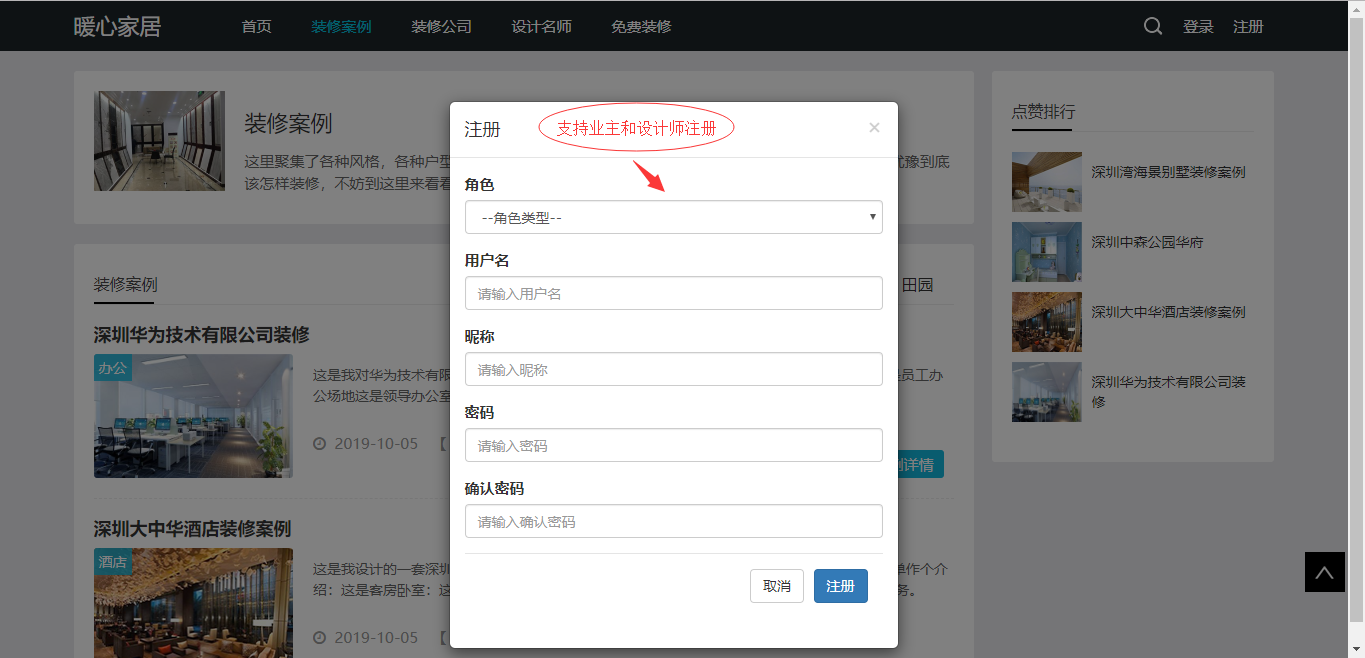 暖心家居 首页 装修案例 装修公司 设计名师 免费装修 登录 注册
装修案例
这里聚集了各种风格，各种户型
优豫到底
该怎样装修，不妨到这里来看看
点赞排行
深圳湾海景别墅装修案例
深圳中森公园华府
深圳大中华酒店装修案例
深圳华为技术有限公司装
修
注册
支持业主和设计师注册
×
角色
--角色类型--
用户名
请输入用户名
昵称
请输入昵称
密码
请输入密码
确认密码
请输入确认密码
取消 注册
装修案例
田园
深圳华为技术有限公司装修
办公
这是我对华为技术有限
员工办
公场地这是领导办公室
2019-10-05 【
详情
深圳大中华酒店装修案例
酒店
这是我设计的一套深圳
单作个介
绍：这是客房卧室：这
务。
2019-10-05 【